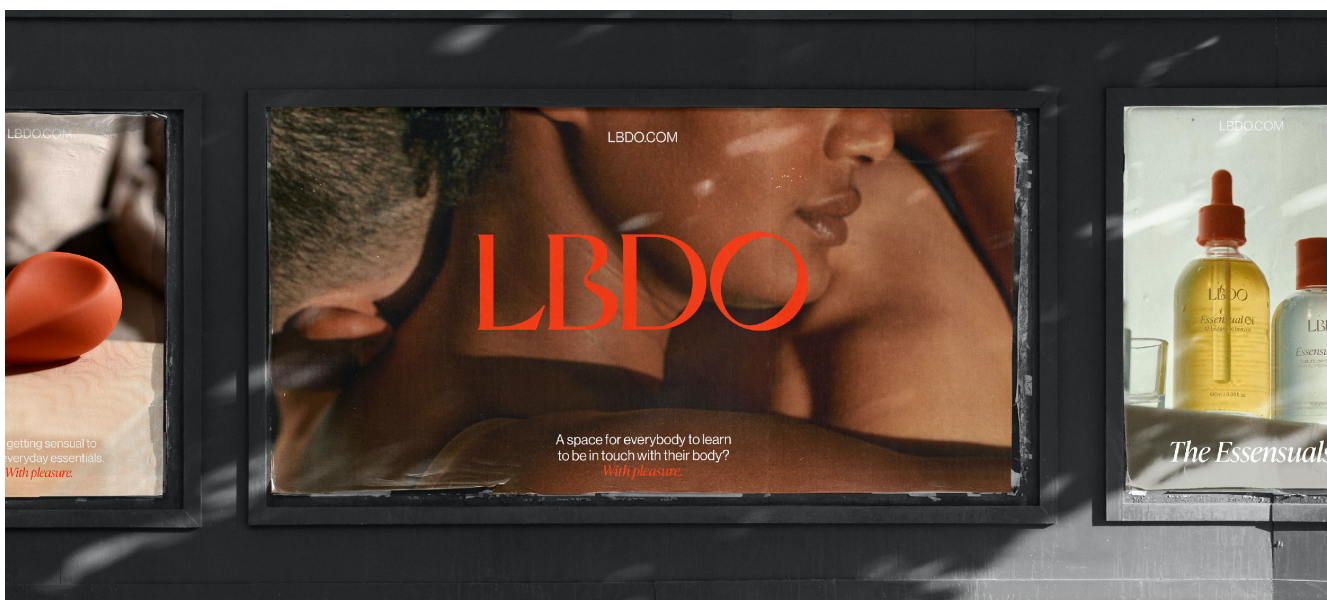 LBDO.COM
getting sensual to
everyday essentials.
With pleasure.
LBDO.COM
LBDO
A space for everybody to learn
to be in touch with their body?
With pleasure.
LBDO.COM
LBDO
Essensual Oil
The Essensuals